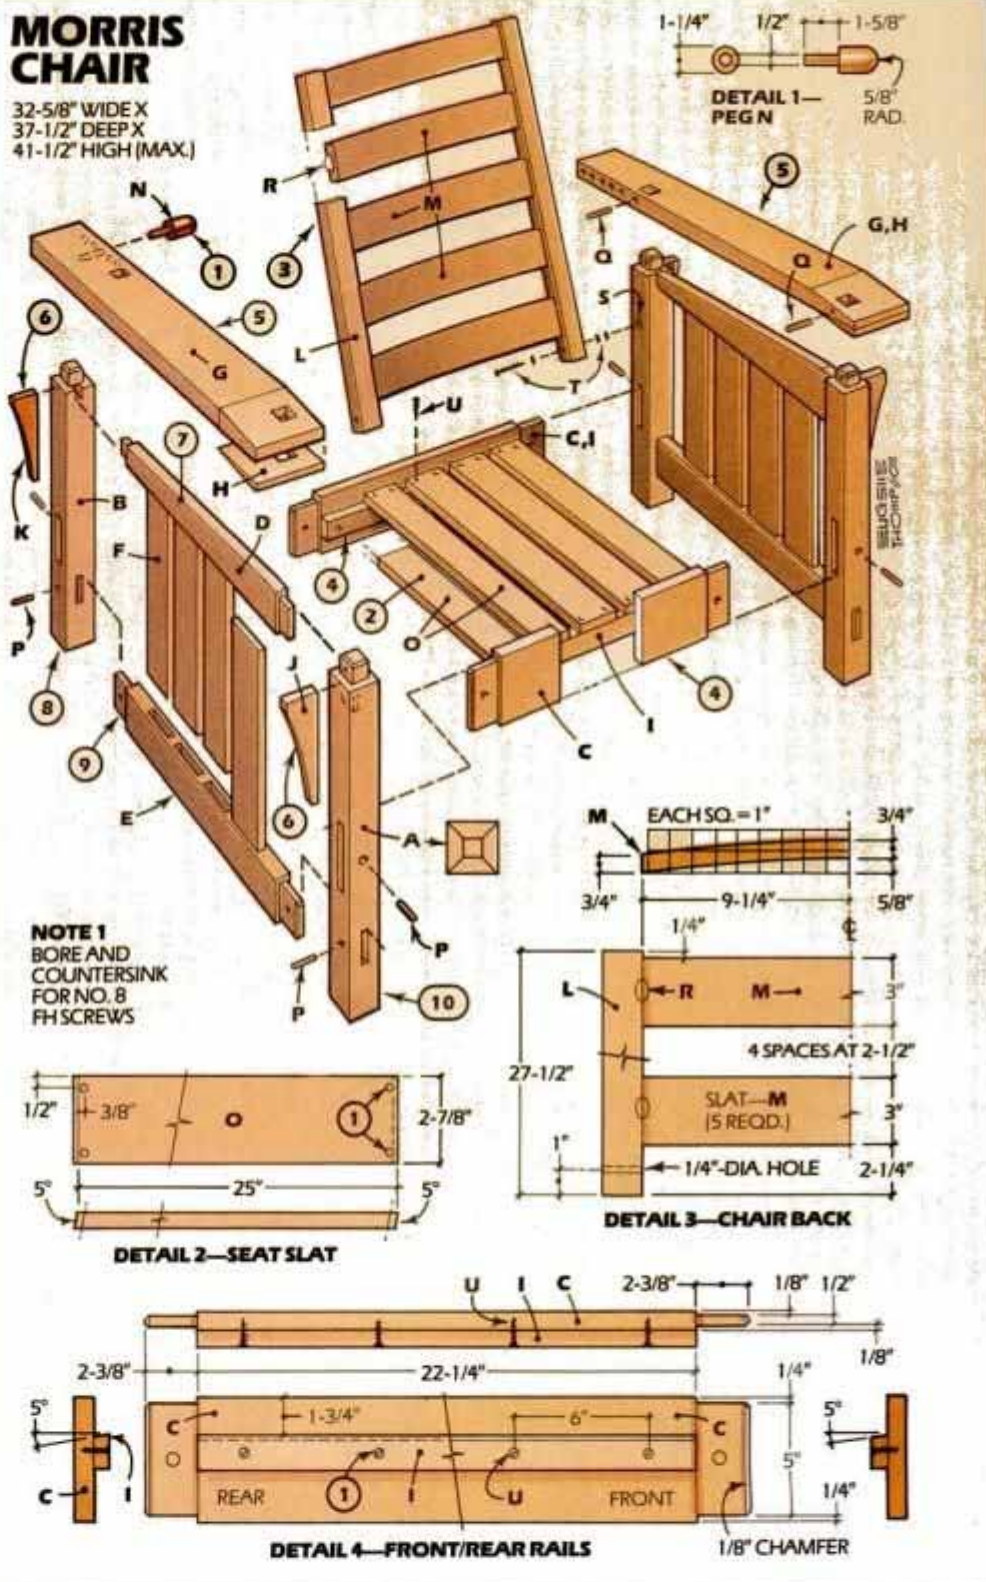 MORRIS
CHAIR
32-5/8" WIDE X
37-1/2" DEEP X
41-1/2" HIGH (MAX.)
1-1/4"
1/2"
1-5/8"
DETAIL 1—
PEG N
5/8"
RAD.
N
1
R
M
3
5
G,H
Q
Q
S
6
5
L
G
T
U
C,I
K
B
7
H
D
F
4
2
O
P
8
J
4
I
C
9
E
6
A
P
P
10
NOTE 1
BORE AND
COUNTERSINK
FOR NO. 8
FH SCREWS
M
EACH SQ. = 1"
3/4"
3/4"
9-1/4"
5/8"
1/4"
L
R
M
3"
4 SPACES AT 2-1/2"
27-1/2"
SLAT—M
(5 REQD.)
3"
1"
1/4"-DIA. HOLE
2-1/4"
DETAIL 3—CHAIR BACK
1/2"
3/8"
O
1
2-7/8"
25"
5°
5°
DETAIL 2—SEAT SLAT
U
I
C
2-3/8"
1/8"
1/2"
2-3/8"
22-1/4"
1/8"
1/4"
5°
C
1-3/4"
6"
C
5°
5"
C
I
REAR
1
I
U
FRONT
1/4"
DETAIL 4—FRONT/REAR RAILS
1/8" CHAMFER